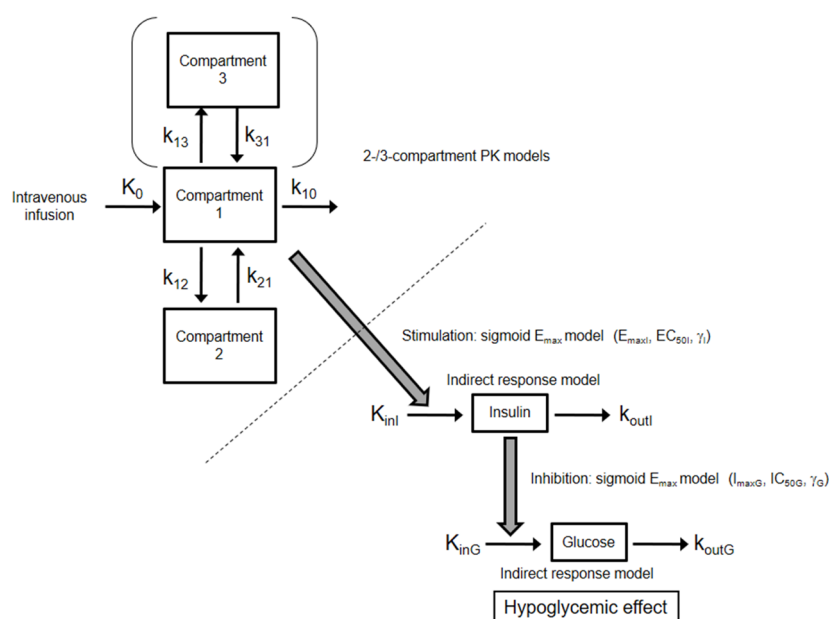 Compartment
3
k13
k31
2-/3-compartment PK models
Intravenous
infusion
K0
Compartment
1
k10
k12
k21
Compartment
2
Stimulation: sigmoid Emax model (EmaxI, EC50I, γI)
Indirect response model
KinI
Insulin
koutI
Inhibition: sigmoid Emax model (ImaxG, IC50G, γG)
KinG
Glucose
koutG
Indirect response model
Hypoglycemic effect